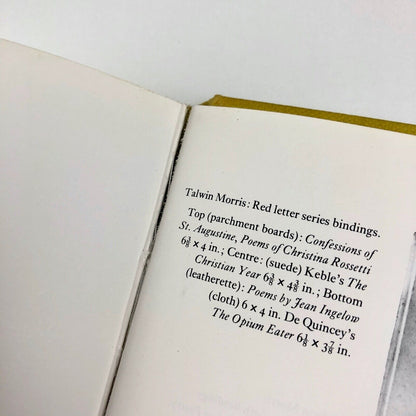 Talwin Morris: Red letter series bindings.
Top (parchment boards): Confessions of
St. Augustine, Poems of Christina Rossetti
6⅜ × 4 in.; Centre: (suede) Keble's The
Christian Year 6⅜ × 4⅜ in.; Bottom
(leatherette): Poems by Jean Ingelow
(cloth) 6 × 4 in. De Quincey's
The Opium Eater 6⅛ × 3⅞ in.